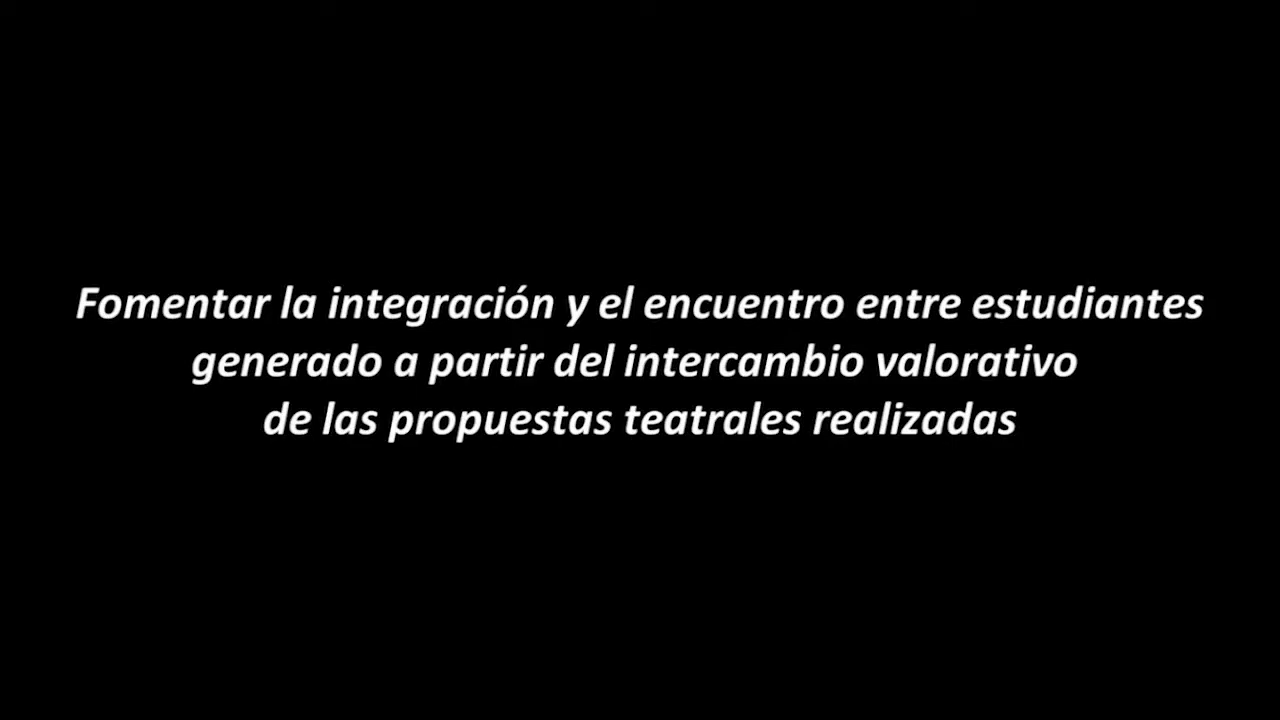 Fomentar la integración y el encuentro entre estudiantes
generado a partir del intercambio valorativo
de las propuestas teatrales realizadas